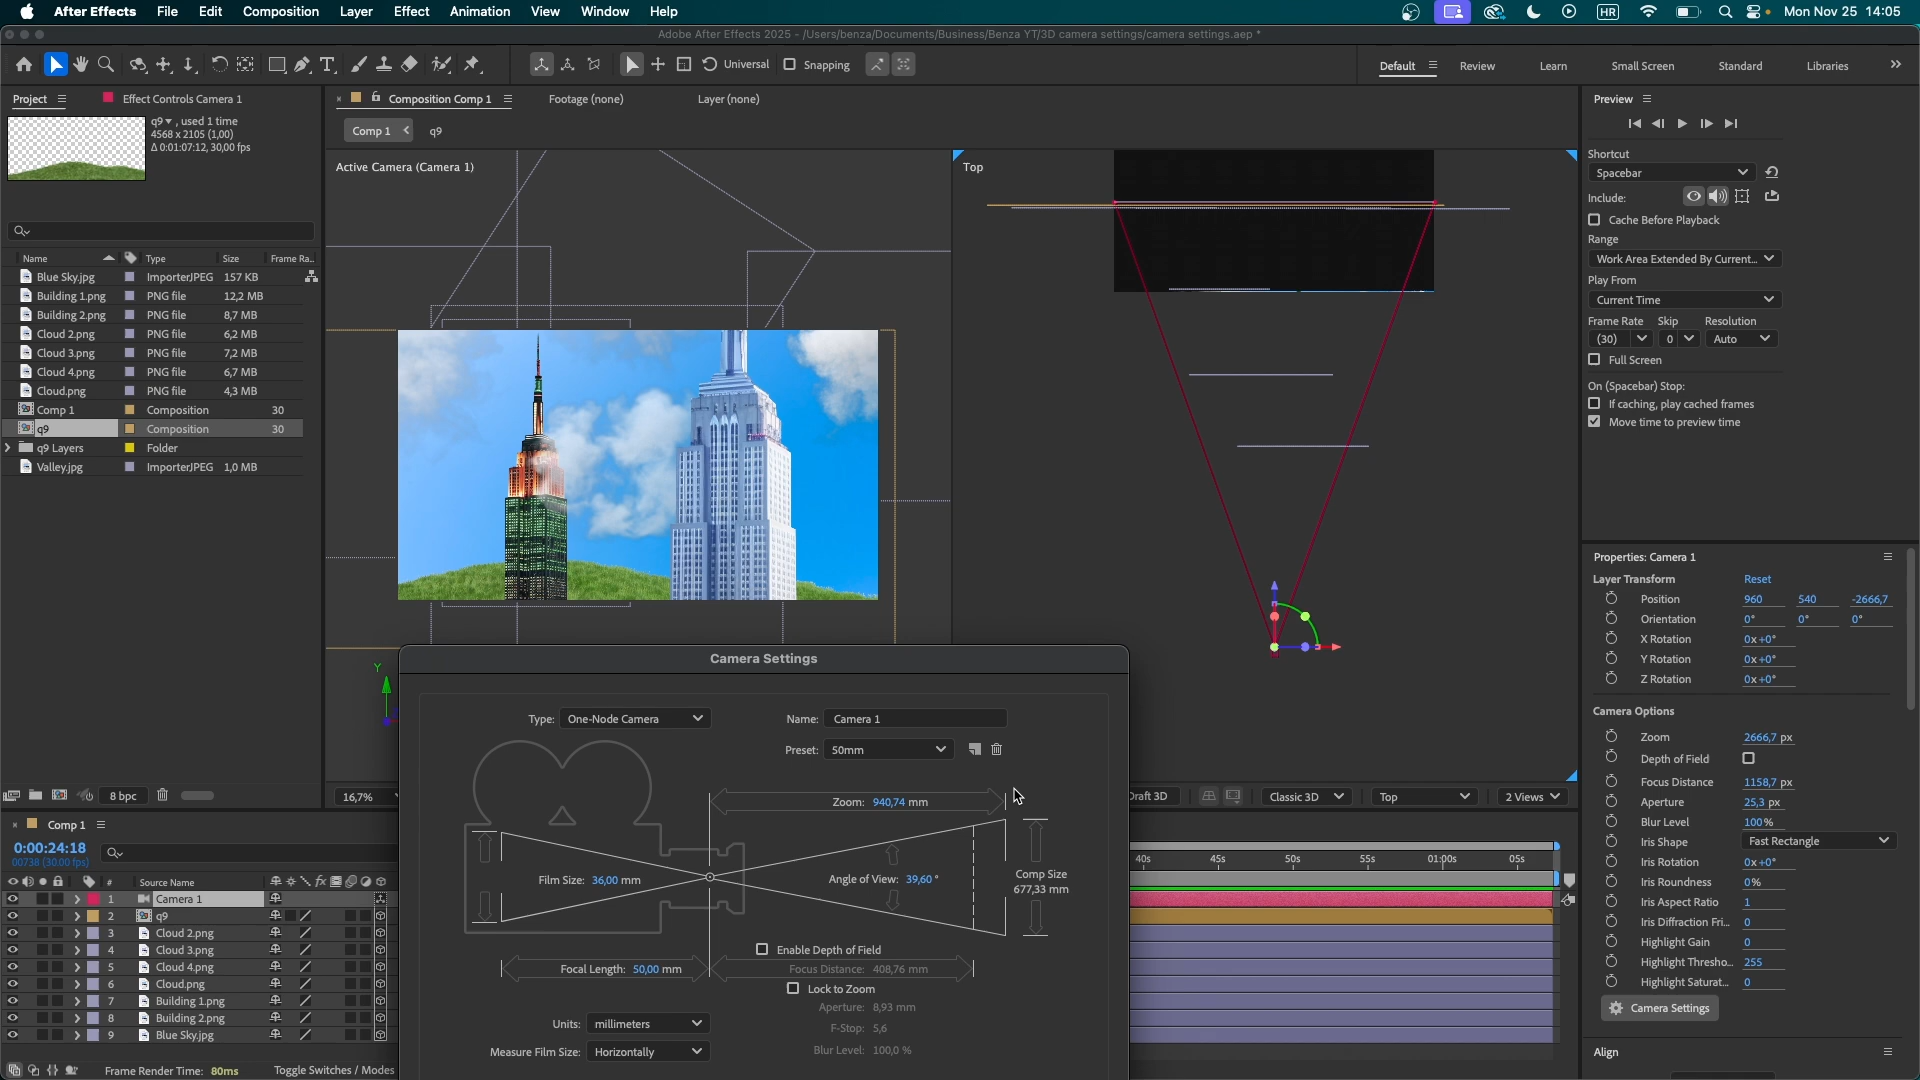 After Effects File Edit Composition Layer Effect Animation View Window Help HR Mon Nov 25 14:05
Adobe After Effects 2025 - /Users/benza/Documents/Business/Benza YT/3D camera settings/camera settings.aep *
Universal Snapping Default Review Learn Small Screen Standard Libraries
Project Effect Controls Camera 1 Composition Comp 1 Footage (none) Layer (none) Preview
q9 , used 1 time
4568 x 2105 (1,00)
Δ 0:01:07:12, 30,00 fps
Comp 1 q9
Active Camera (Camera 1) Top
Shortcut
Spacebar
Include:
Cache Before Playback
Range
Work Area Extended By Current...
Play From
Current Time
Frame Rate Skip Resolution
(30) 0 Auto
Full Screen
On (Spacebar) Stop:
If caching, play cached frames
Move time to preview time
Name Type Size Frame Ra..
Blue Sky.jpg ImporterJPEG 157 KB
Building 1.png PNG file 12,2 MB
Building 2.png PNG file 8,7 MB
Cloud 2.png PNG file 6,2 MB
Cloud 3.png PNG file 7,2 MB
Cloud 4.png PNG file 6,7 MB
Cloud.png PNG file 4,3 MB
Comp 1 Composition 30
q9 Composition 30
q9 Layers Folder
Valley.jpg ImporterJPEG 1,0 MB
Properties: Camera 1
Layer Transform Reset
Position 960 540 -2666,7
Orientation 0° 0° 0°
X Rotation 0x+0°
Y Rotation 0x+0°
Z Rotation 0x+0°
Camera Options
Zoom 2666,7 px
Depth of Field
Focus Distance 1158,7 px
Aperture 25,3 px
Blur Level 100%
Iris Shape Fast Rectangle
Iris Rotation 0x+0°
Iris Roundness 0%
Iris Aspect Ratio 1
Iris Diffraction Fri... 0
Highlight Gain 0
Highlight Thresho... 255
Highlight Saturat... 0
Camera Settings
Align
Y
Camera Settings
Type: One-Node Camera Name: Camera 1
Preset: 50mm
Zoom: 940,74 mm
Film Size: 36,00 mm Angle of View: 39,60 °
Comp Size
677,33 mm
Enable Depth of Field
Focal Length: 50,00 mm Focus Distance: 408,76 mm
Lock to Zoom
Aperture: 8,93 mm
Units: millimeters F-Stop: 5,6
Measure Film Size: Horizontally Blur Level: 100,0 %
8 bpc 16,7% Draft 3D Classic 3D Top 2 Views
Comp 1
0:00:24:18
00738 (30.00 fps)
40s 45s 50s 55s 01:00s 05s
# Source Name fx
1 Camera 1
2 q9
3 Cloud 2.png
4 Cloud 3.png
5 Cloud 4.png
6 Cloud.png
7 Building 1.png
8 Building 2.png
9 Blue Sky.jpg
Frame Render Time: 80ms Toggle Switches / Modes